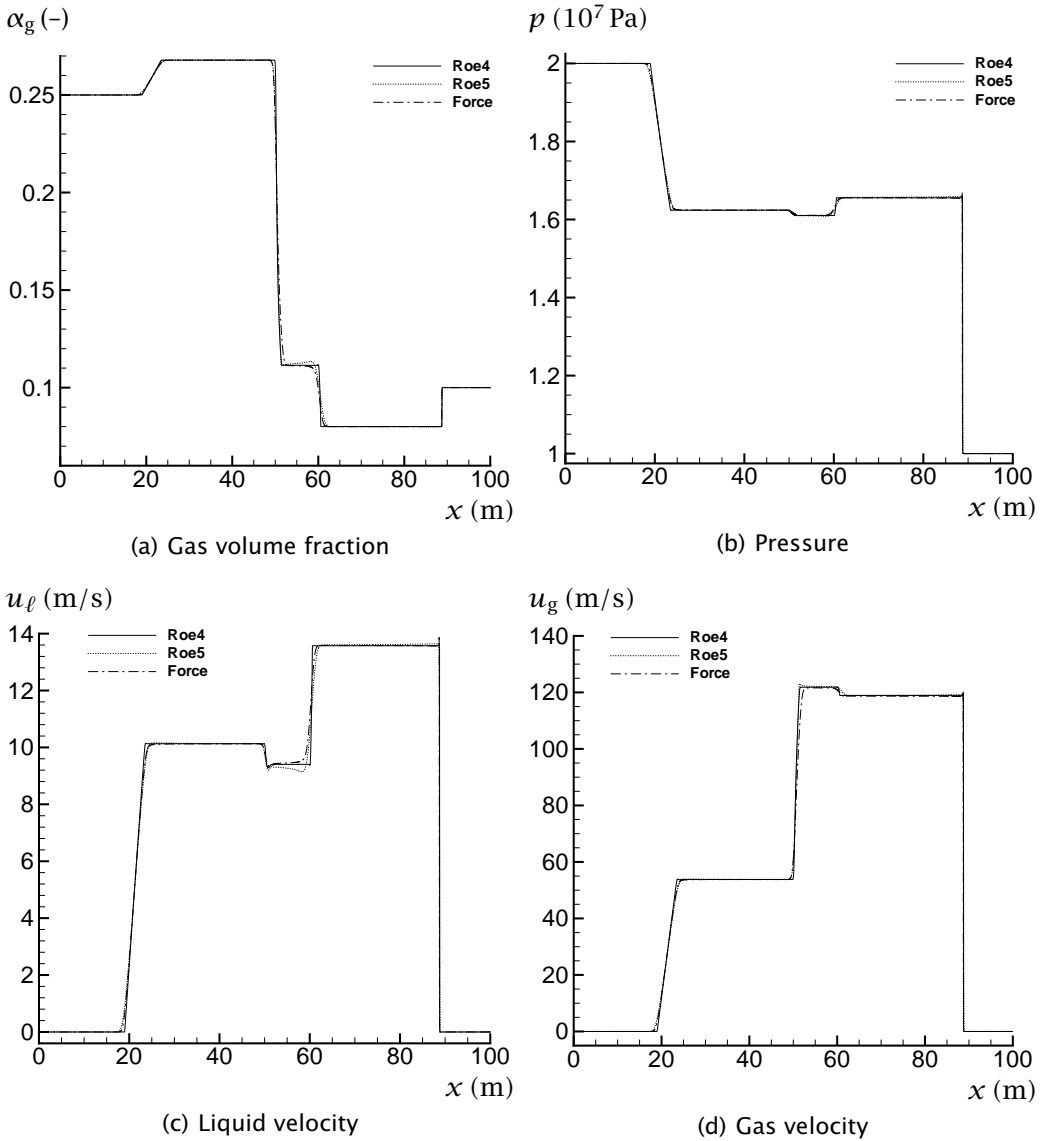 αg (–)
Roe4
Roe5
Force
0.25
0.2
0.15
0.1
0 20 40 60 80 100
x (m)
(a) Gas volume fraction
p (10⁷ Pa)
Roe4
Roe5
Force
2
1.8
1.6
1.4
1.2
1
0 20 40 60 80 100
x (m)
(b) Pressure
uℓ (m/s)
Roe4
Roe5
Force
14
12
10
8
6
4
2
0
0 20 40 60 80 100
x (m)
(c) Liquid velocity
ug (m/s)
Roe4
Roe5
Force
140
120
100
80
60
40
20
0
0 20 40 60 80 100
x (m)
(d) Gas velocity